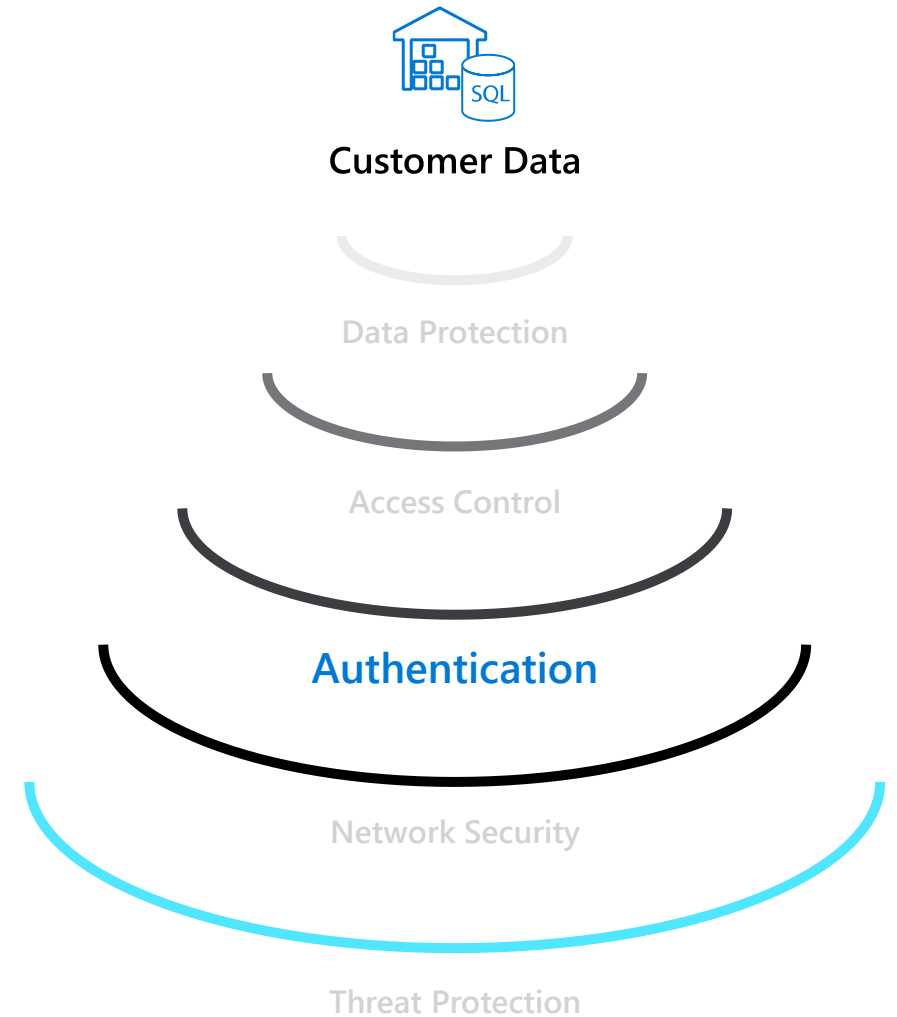 SQL
Customer Data
Data Protection
Access Control
Authentication
Network Security
Threat Protection